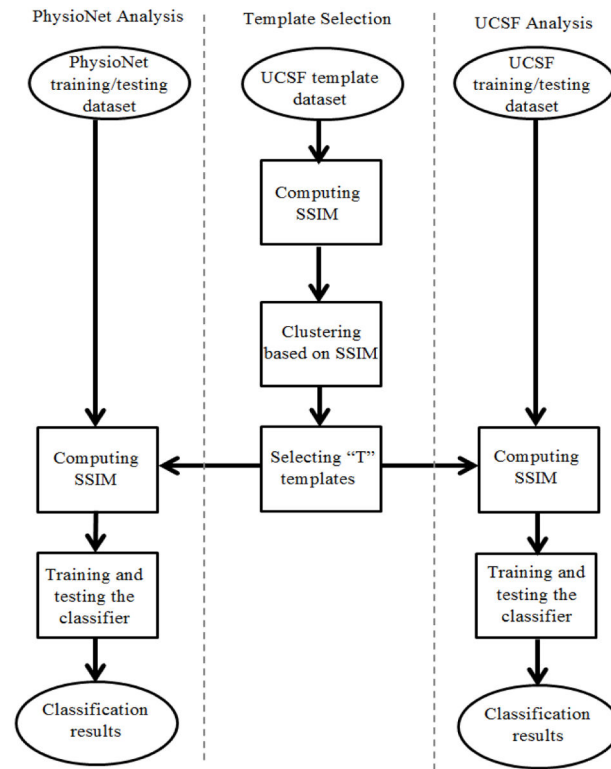 PhysioNet Analysis
Template Selection
UCSF Analysis
PhysioNet
training/testing
dataset
UCSF template
dataset
UCSF
training/testing
dataset
Computing
SSIM
Clustering
based on SSIM
Computing
SSIM
Selecting “T”
templates
Computing
SSIM
Training and
testing the
classifier
Training and
testing the
classifier
Classification
results
Classification
results